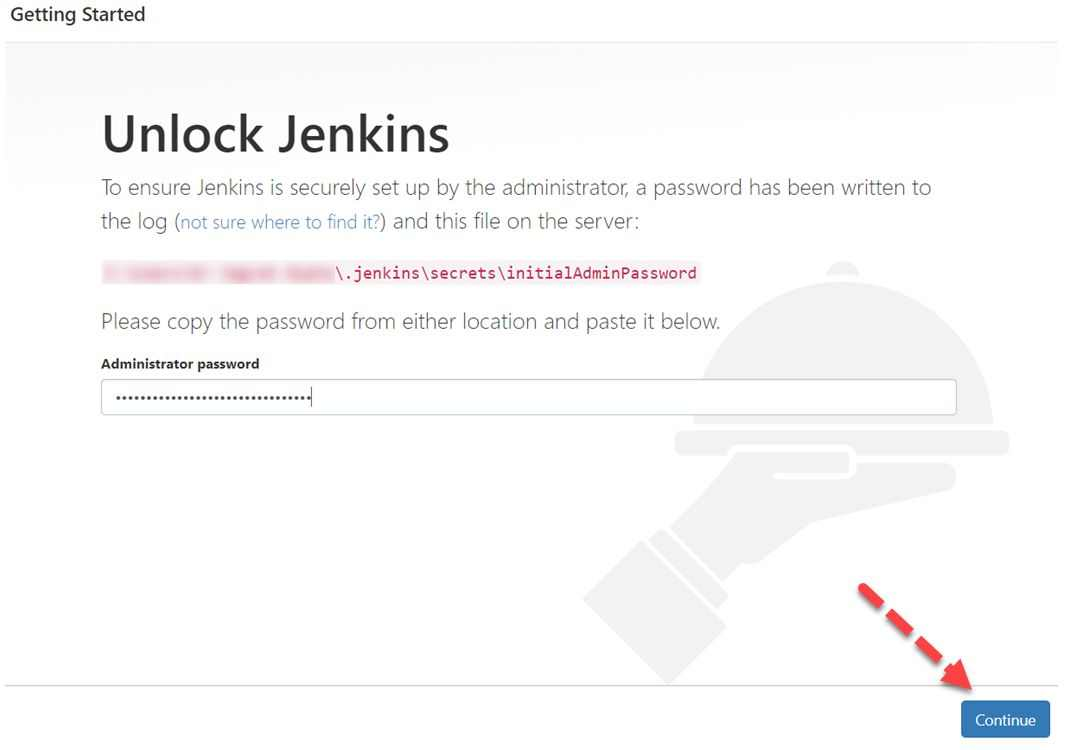 Getting Started
Unlock Jenkins
To ensure Jenkins is securely set up by the administrator, a password has been written to
the log (not sure where to find it?) and this file on the server:
\.jenkins\secrets\initialAdminPassword
Please copy the password from either location and paste it below.
Administrator password
Continue